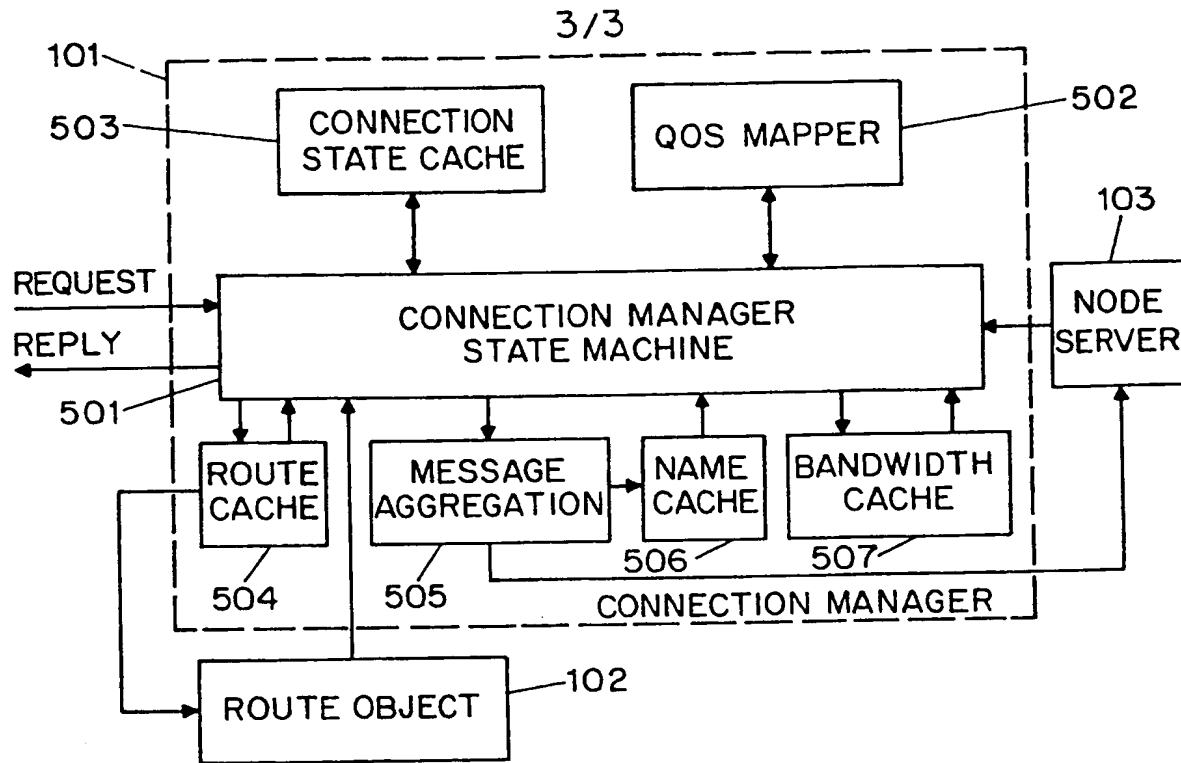 3/3
101
503
CONNECTION
STATE CACHE
QOS MAPPER
502
103
REQUEST
REPLY
CONNECTION MANAGER
STATE MACHINE
NODE
SERVER
501
ROUTE
CACHE
MESSAGE
AGGREGATION
NAME
CACHE
BANDWIDTH
CACHE
504
505
506
507
CONNECTION MANAGER
ROUTE OBJECT
102